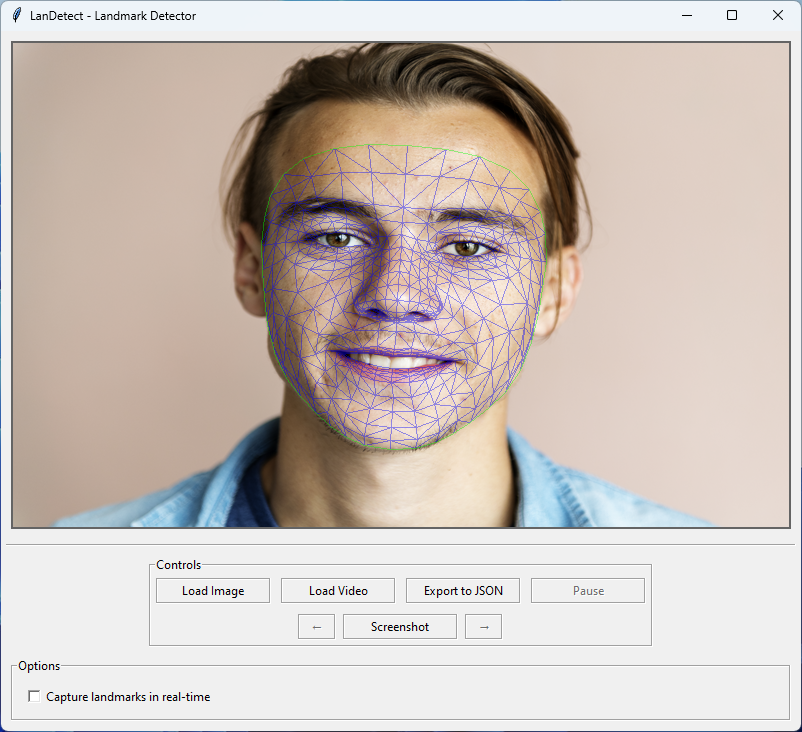 LanDetect - Landmark Detector
Controls
Load Image Load Video Export to JSON Pause
← Screenshot →
Options
Capture landmarks in real-time